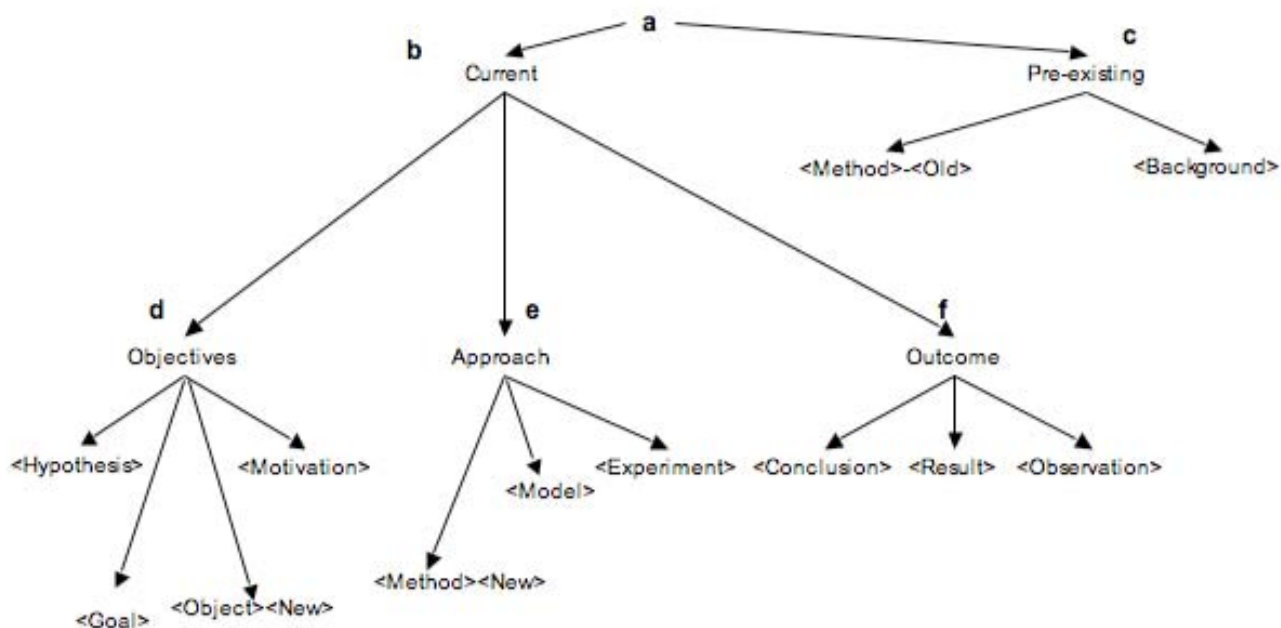 a
b
c
Current
Pre-existing
<Method>-<Old>
<Background>
d
e
f
Objectives
Approach
Outcome
<Hypothesis>
<Motivation>
<Experiment>
<Conclusion>
<Result>
<Observation>
<Model>
<Method><New>
<Goal>
<Object><New>